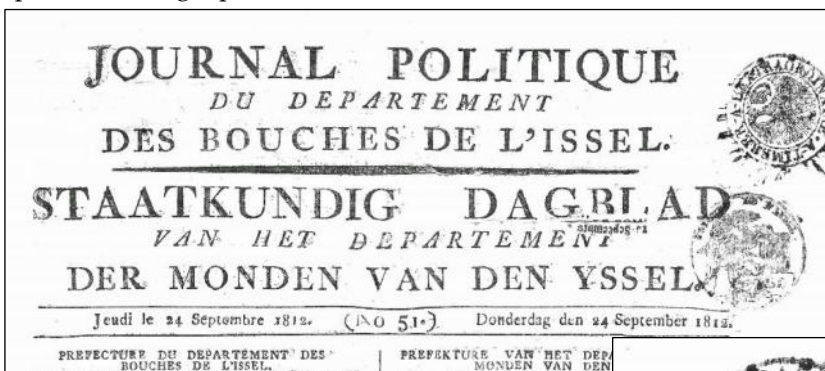 JOURNAL POLITIQUE
DU DEPARTEMENT
DES BOUCHES DE L'ISSEL.
STAATKUNDIG DAGBLAD
VAN HET DEPARTEMENT
DER MONDEN VAN DEN YSSEL.
Jeudi le 24 Septembre 1812. (No 51.) Donderdag den 24 September 1812.
PREFECTURE DU DEPARTEMENT DES
BOUCHES DE L'ISSEL.
PREFEKTURE VAN HET
MONDEN VAN DEN